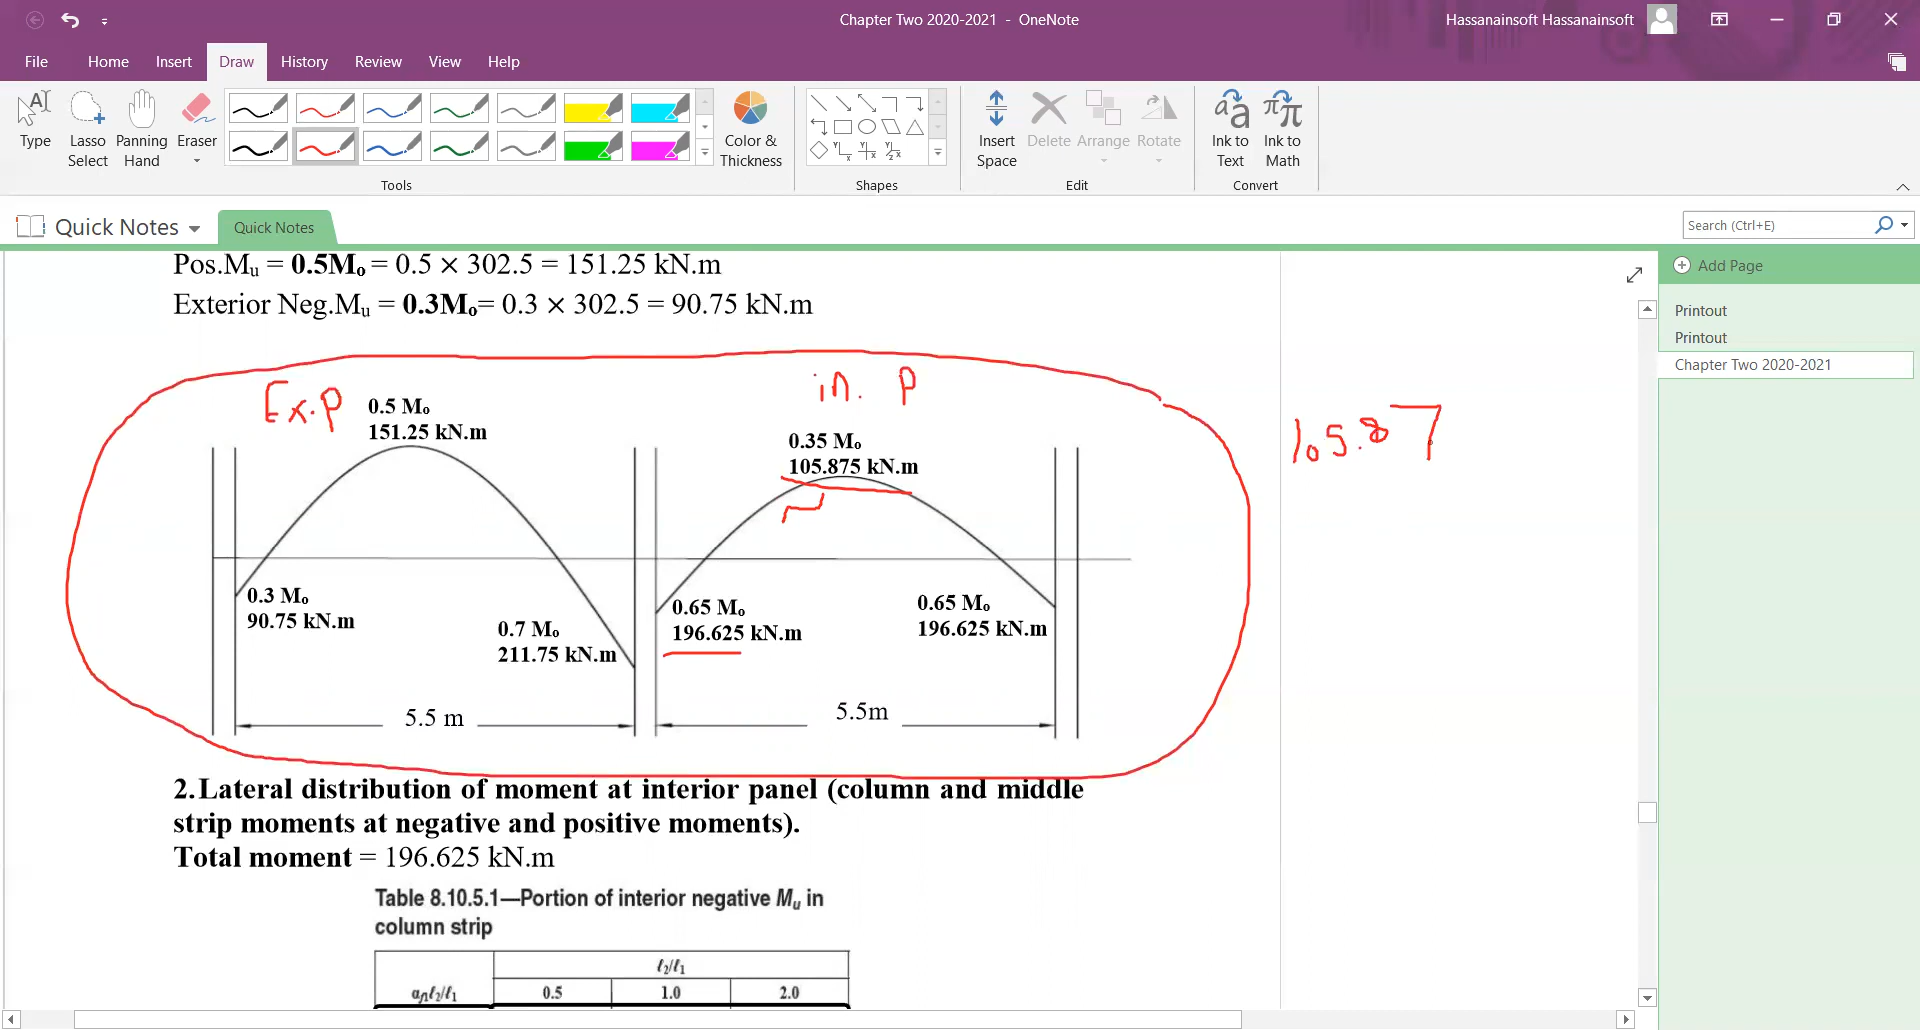 Chapter Two 2020-2021 - OneNote
Hassanainsoft Hassanainsoft
File Home Insert Draw History Review View Help
Type
Lasso Select
Panning Hand
Eraser
Color & Thickness
Insert Space
Delete
Arrange
Rotate
Ink to Text
Ink to Math
Tools
Shapes
Edit
Convert
Quick Notes
Quick Notes
Search (Ctrl+E)
Add Page
Printout
Printout
Chapter Two 2020-2021
Pos.Mu = 0.5Mo = 0.5 × 302.5 = 151.25 kN.m
Exterior Neg.Mu = 0.3Mo= 0.3 × 302.5 = 90.75 kN.m
Ex.P
in. P
0.5 Mo
151.25 kN.m
0.35 Mo
105.875 kN.m
105.87
0.3 Mo
90.75 kN.m
0.7 Mo
211.75 kN.m
0.65 Mo
196.625 kN.m
0.65 Mo
196.625 kN.m
5.5 m
5.5m
2. Lateral distribution of moment at interior panel (column and middle
strip moments at negative and positive moments).
Total moment = 196.625 kN.m
Table 8.10.5.1—Portion of interior negative Mu in
column strip
ℓ2/ℓ1
αf1ℓ2/ℓ1 0.5 1.0 2.0